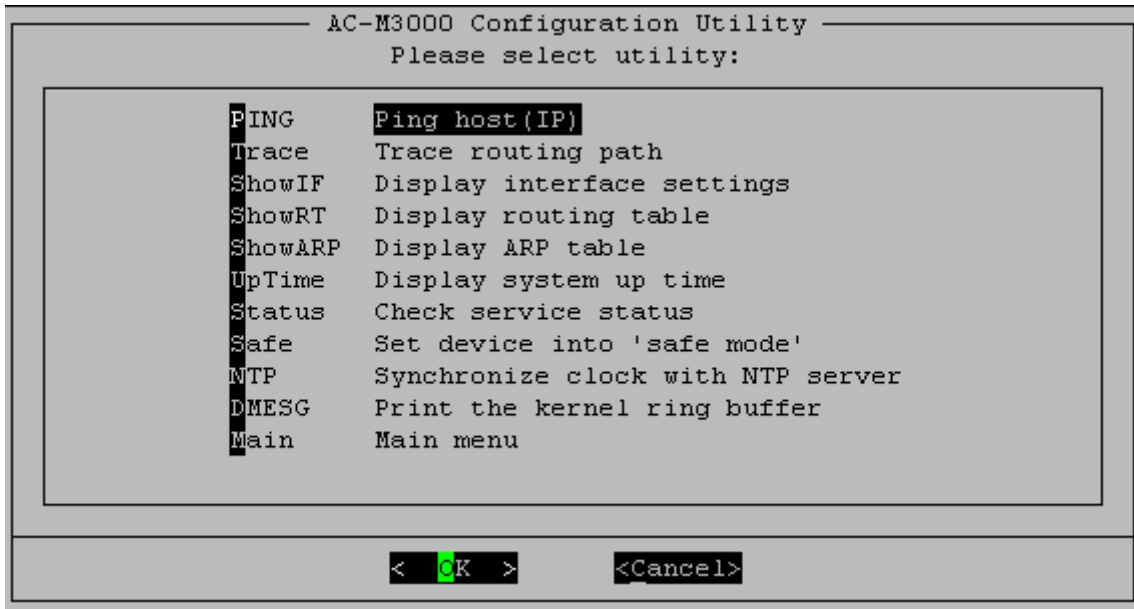 AC-M3000 Configuration Utility
Please select utility:
PING Ping host(IP)
Trace Trace routing path
ShowIF Display interface settings
ShowRT Display routing table
ShowARP Display ARP table
UpTime Display system up time
Status Check service status
Safe Set device into 'safe mode'
NTP Synchronize clock with NTP server
DMESG Print the kernel ring buffer
Main Main menu
< OK > <Cancel>